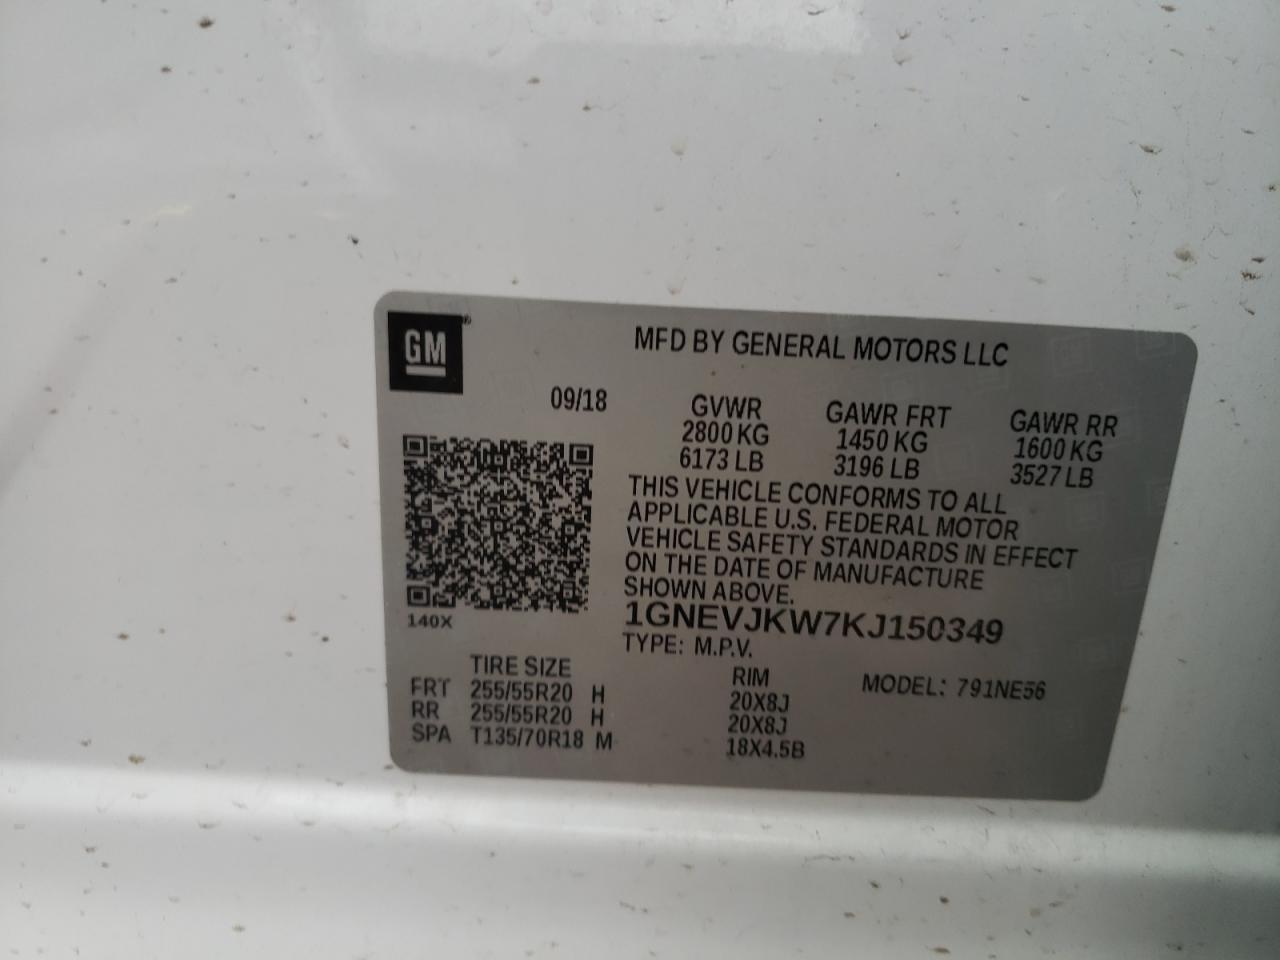 GM®
MFD BY GENERAL MOTORS LLC
09/18
GVWR GAWR FRT GAWR RR
2800 KG 1450 KG 1600 KG
6173 LB 3196 LB 3527 LB
THIS VEHICLE CONFORMS TO ALL
APPLICABLE U.S. FEDERAL MOTOR
VEHICLE SAFETY STANDARDS IN EFFECT
ON THE DATE OF MANUFACTURE
SHOWN ABOVE.
1GNEVJKW7KJ150349
140X
TYPE: M.P.V.
TIRE SIZE RIM MODEL: 791NE56
FRT 255/55R20 H 20X8J
RR 255/55R20 H 20X8J
SPA T135/70R18 M 18X4.5B